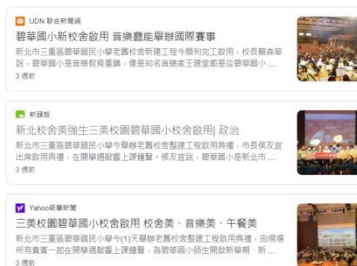 UDN 聯合新聞網
碧華國小新校舍啟用 音樂廳能舉辦國際賽事
新北市三重區碧華國民小學老舊校舍新建工程今順利完工啟用，校長賴森華
說，碧華國小是音樂教育重鎮，像是知名音樂家王建堂都是從碧華國小 ...
3 週前
新頭殼
新北校舍美強生三美校園碧華國小校舍啟用| 政治
新北市三重區碧華國民小學今舉辦老舊校舍整建工程啟用典禮，市長侯友宜
出席啟用典禮，在開學週敲響上課鐘聲。侯友宜說，碧華國小是新北市 ...
3 週前
Yahoo奇摩新聞
三美校園碧華國小校舍啟用 校舍美、音樂美、午餐美
新北市三重區碧華國民小學今(1)天舉辦老舊校舍整建工程啟用典禮，由現場
所有貴賓一起在開學週敲響上課鐘聲，為碧華國小師生開啟新學期。新 ...
3 週前